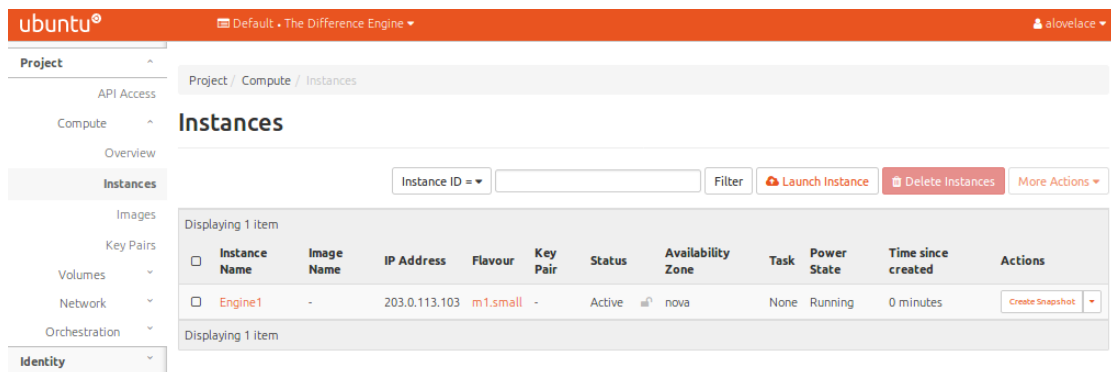 ubuntu®
Default • The Difference Engine
alovelace
Project
API Access
Compute
Overview
Instances
Images
Key Pairs
Volumes
Network
Orchestration
Identity
Project / Compute / Instances
Instances
Instance ID =
Filter
Launch Instance
Delete Instances
More Actions
Displaying 1 item
Instance Name
Image Name
IP Address
Flavour
Key Pair
Status
Availability Zone
Task
Power State
Time since created
Actions
Engine1 - 203.0.113.103 m1.small - Active nova None Running 0 minutes Create Snapshot
Displaying 1 item